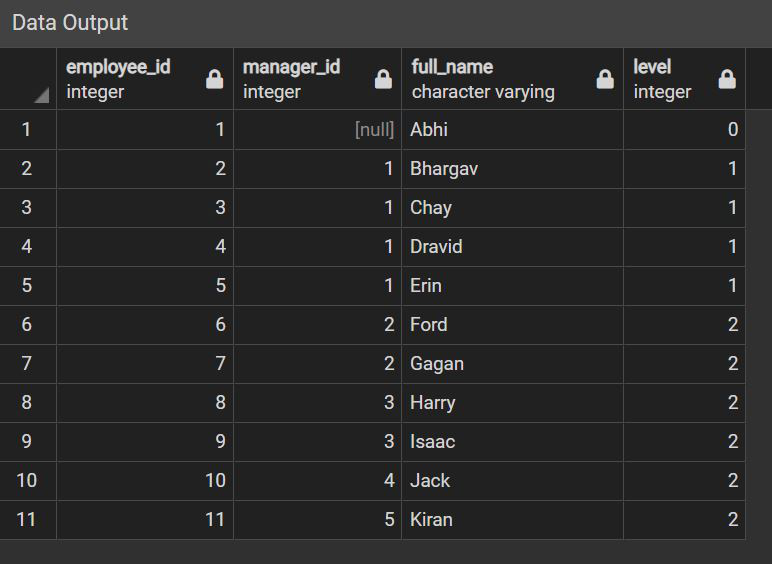 Data Output
employee_id manager_id full_name level
integer integer character varying integer
1 1 [null] Abhi 0
2 2 1 Bhargav 1
3 3 1 Chay 1
4 4 1 Dravid 1
5 5 1 Erin 1
6 6 2 Ford 2
7 7 2 Gagan 2
8 8 3 Harry 2
9 9 3 Isaac 2
10 10 4 Jack 2
11 11 5 Kiran 2